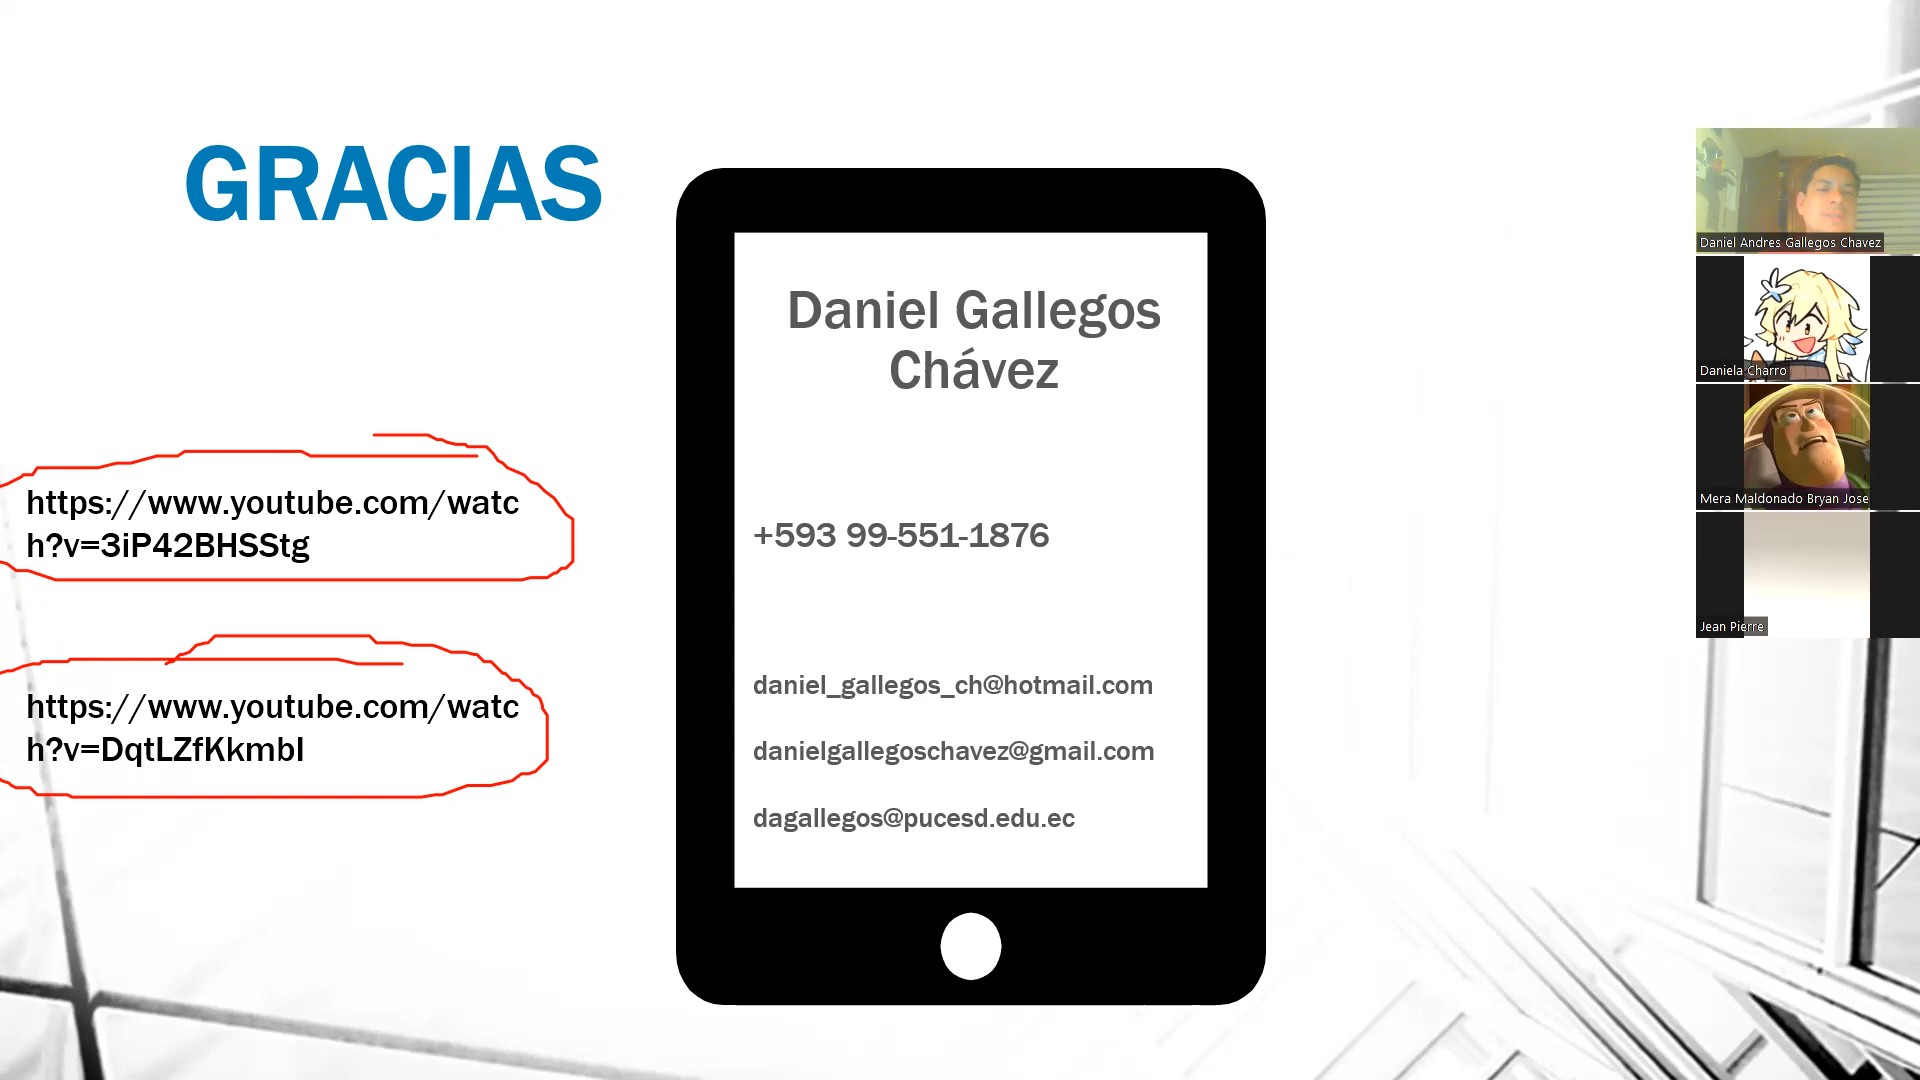 GRACIAS
https://www.youtube.com/watc
h?v=3iP42BHSStg
https://www.youtube.com/watc
h?v=DqtLZfKkmbI
Daniel Gallegos
Chávez
+593 99-551-1876
daniel_gallegos_ch@hotmail.com
danielgallegoschavez@gmail.com
dagallegos@pucesd.edu.ec
Daniel Andres Gallegos Chavez
Daniela Charro
Mera Maldonado Bryan Jose
Jean Pierre